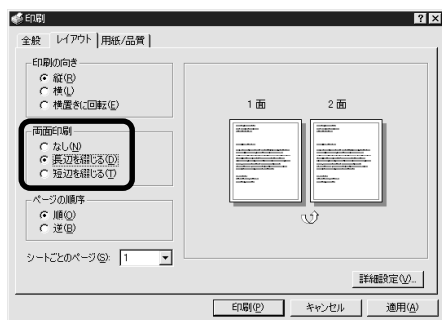 印刷
全般 レイアウト 用紙/品質
印刷の向き
縦(R)
横(L)
横置きに回転(E)
両面印刷
なし(N)
長辺を綴じる(D)
短辺を綴じる(T)
ページの順序
順(Q)
逆(B)
シートごとのページ(S): 1
1 面 2 面
詳細設定(V)...
印刷(P) キャンセル 適用(A)